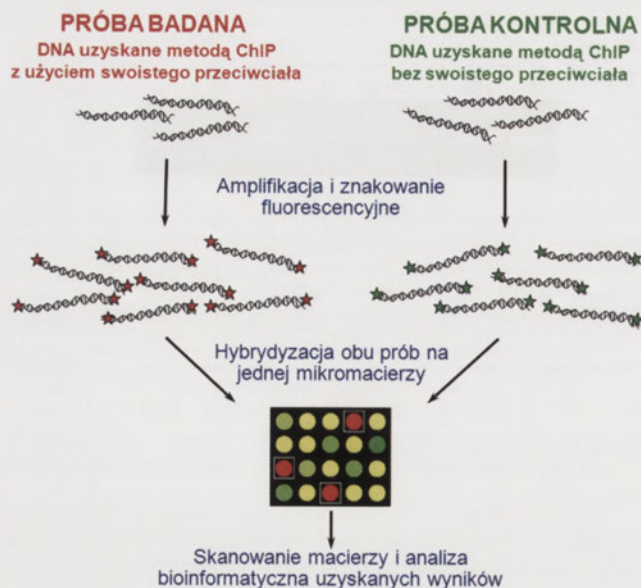 PRÓBA BADANA
DNA uzyskane metodą ChIP
z użyciem swoistego przeciwciała
PRÓBA KONTROLNA
DNA uzyskane metodą ChIP
bez swoistego przeciwciała
Amplifikacja i znakowanie
fluorescencyjne
Hybrydyzacja obu prób na
jednej mikromacierzy
Skanowanie macierzy i analiza
bioinformatyczna uzyskanych wyników